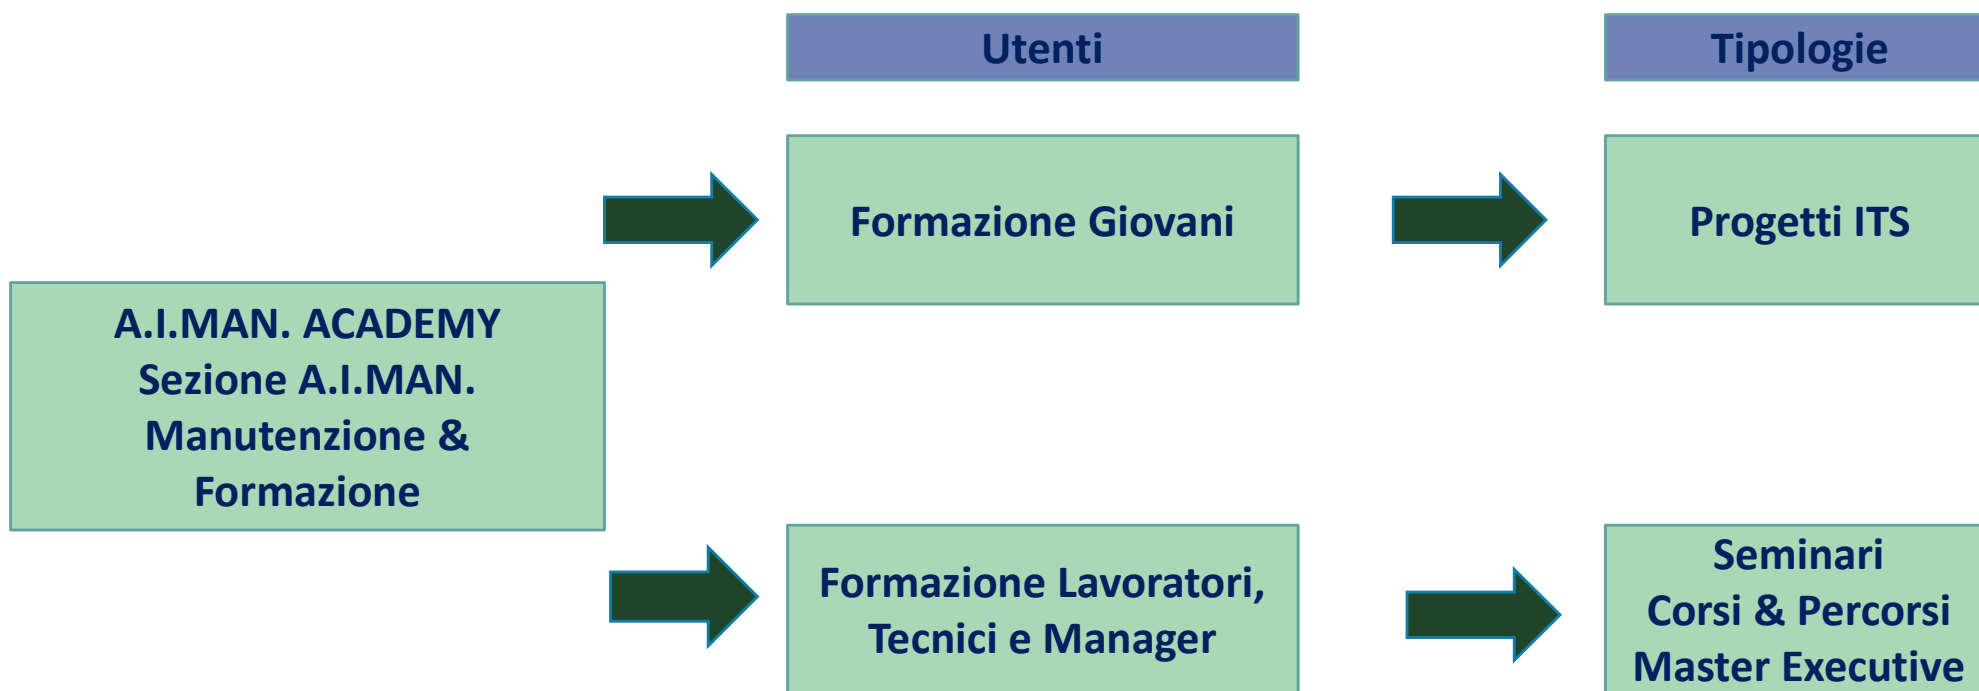 Utenti
Tipologie
Formazione Giovani
Progetti ITS
A.I.MAN. ACADEMY
Sezione A.I.MAN.
Manutenzione &
Formazione
Formazione Lavoratori,
Tecnici e Manager
Seminari
Corsi & Percorsi
Master Executive